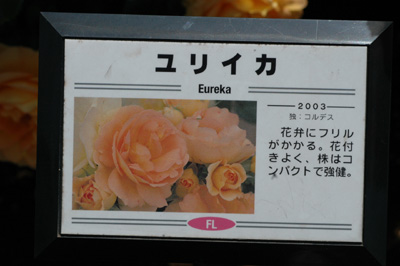 ユリイカ
Eureka
2003
独：コルデス
花弁にフリル
がかかる。花付
きよく、株はコン
パクトで強健。
FL